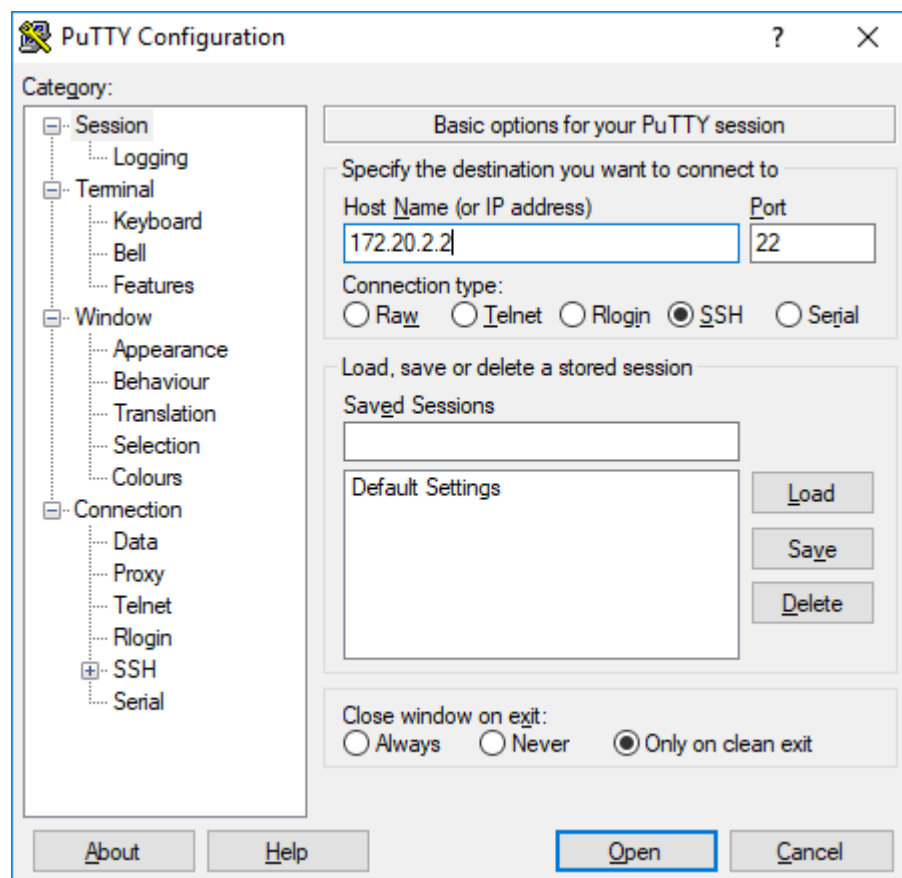 PuTTY Configuration
?
Category:
Session
Logging
Terminal
Keyboard
Bell
Features
Window
Appearance
Behaviour
Translation
Selection
Colours
Connection
Data
Proxy
Telnet
Rlogin
SSH
Serial
Basic options for your PuTTY session
Specify the destination you want to connect to
Host Name (or IP address) Port
172.20.2.2 22
Connection type:
Raw Telnet Rlogin SSH Serial
Load, save or delete a stored session
Saved Sessions
Default Settings
Load
Save
Delete
Close window on exit:
Always Never Only on clean exit
About Help Open Cancel